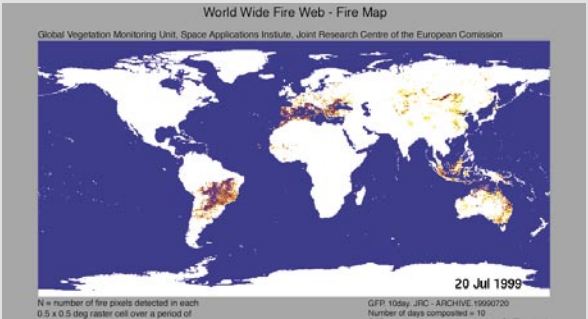 World Wide Fire Web - Fire Map
Global Vegetation Monitoring Unit, Space Applications Instiute, Joint Research Centre of the European Comission
20 Jul 1999
N = number of fire pixels detected in each
0.5 x 0.5 deg raster cell over a period of
GFP. 10day. JRC - ARCHIVE.19990720
Number of days composited = 10